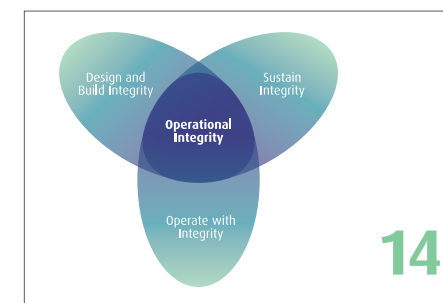 Design and
Build Integrity
Sustain
Integrity
Operational
Integrity
Operate with
Integrity
14